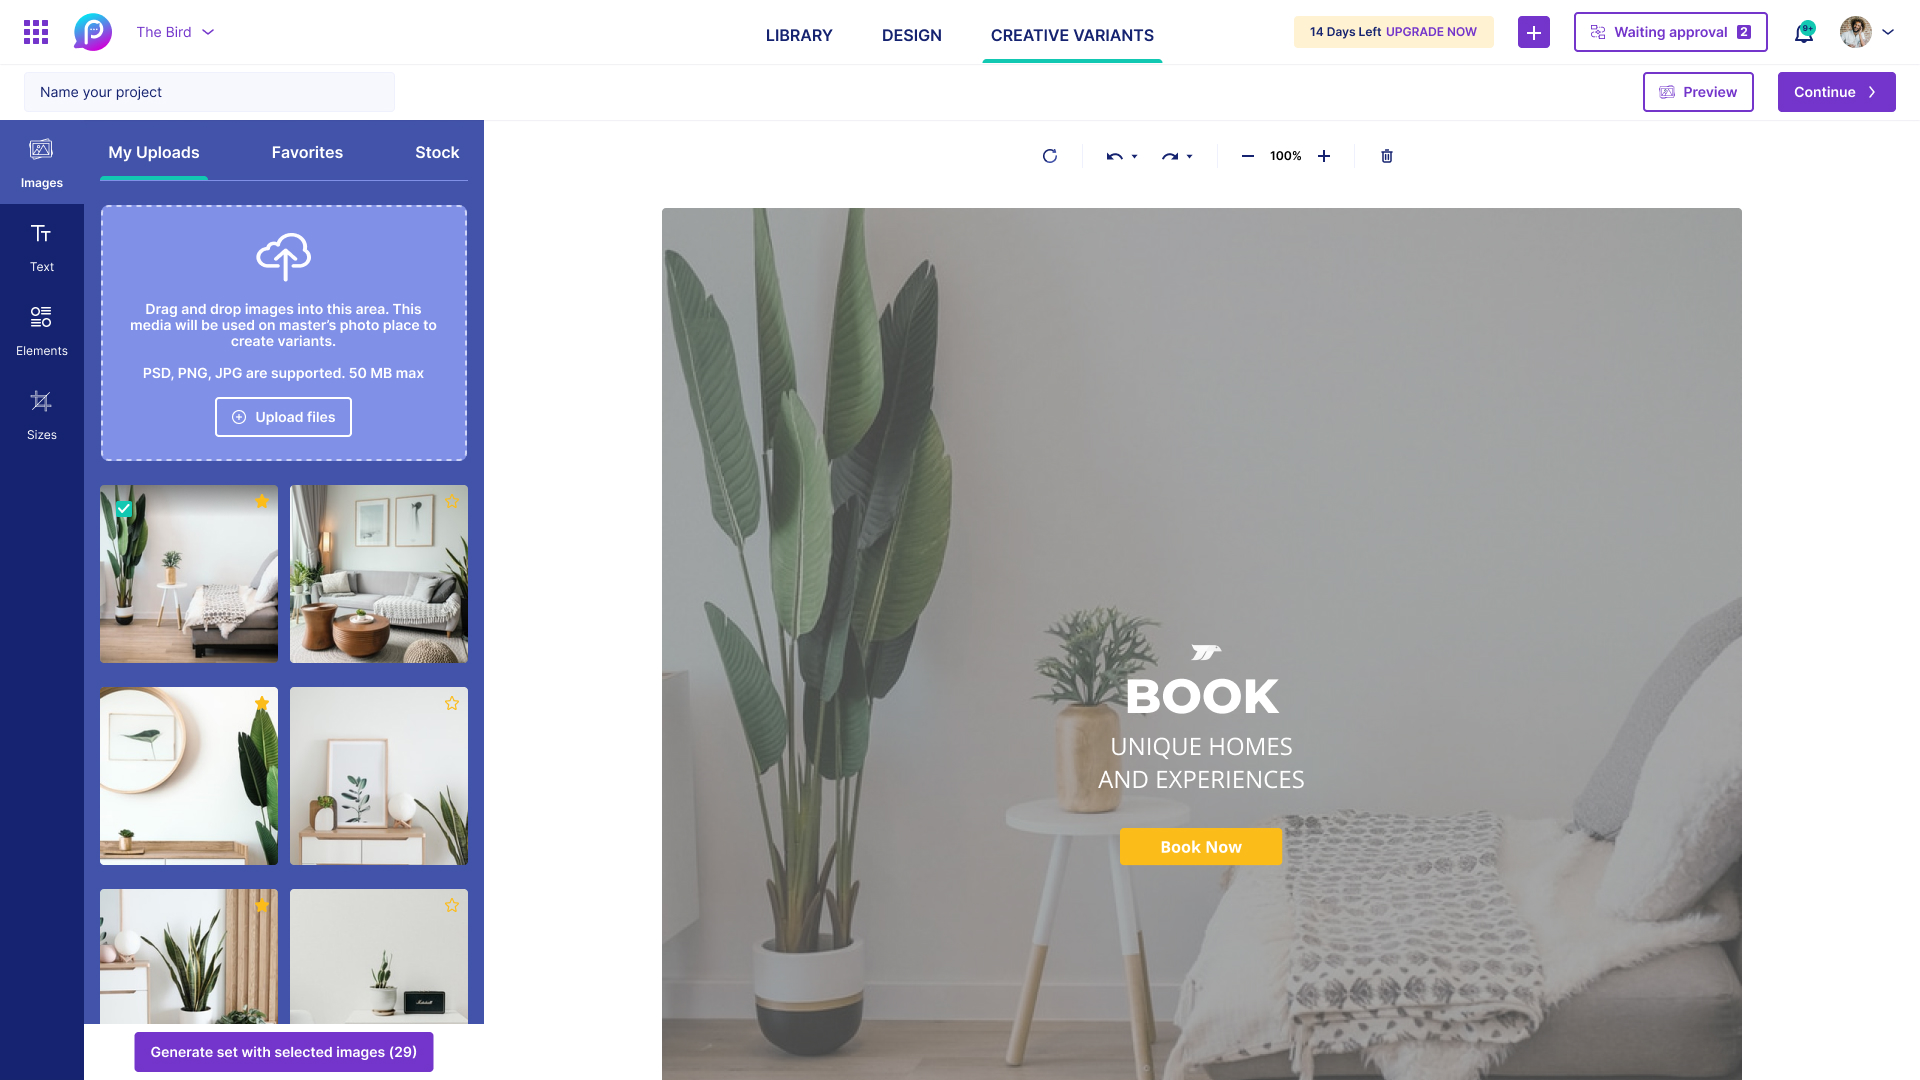 The Bird
LIBRARY
DESIGN
CREATIVE VARIANTS
14 Days Left UPGRADE NOW
Waiting approval 2
9+
Name your project
Preview
Continue
Images
Text
Elements
Sizes
My Uploads
Favorites
Stock
Drag and drop images into this area. This
media will be used on master’s photo place to
create variants.
PSD, PNG, JPG are supported. 50 MB max
Upload files
Marshall
Generate set with selected images (29)
100%
BOOK
UNIQUE HOMES
AND EXPERIENCES
Book Now